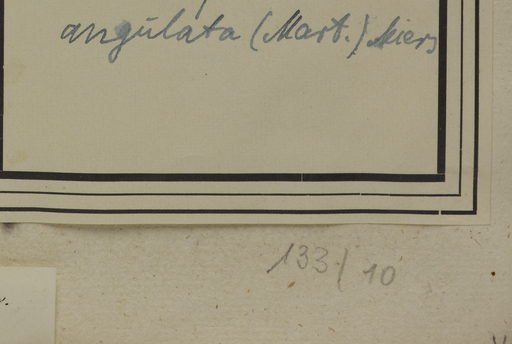 angulata (Mart.) Miers
133/10